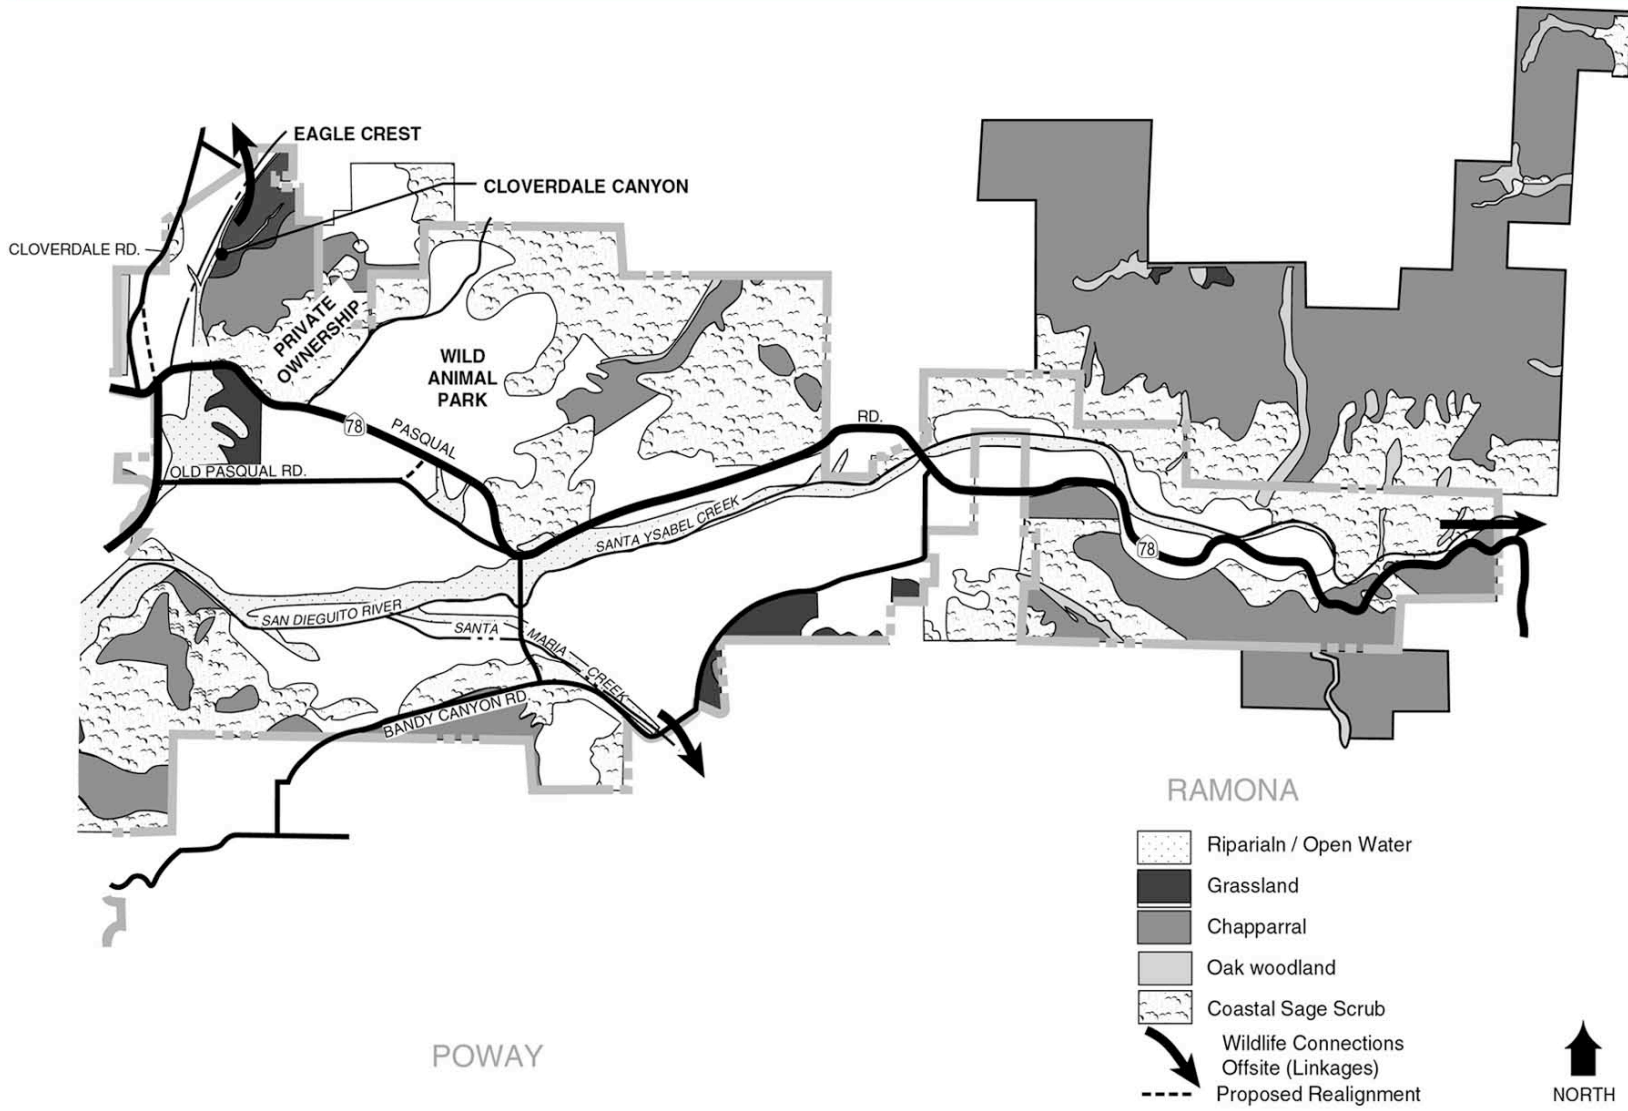 EAGLE CREST
CLOVERDALE CANYON
CLOVERDALE RD.
PRIVATE
OWNERSHIP
WILD
ANIMAL
PARK
78
PASQUAL
RD.
OLD PASQUAL RD.
SANTA YSABEL CREEK
78
SAN DIEGUITO RIVER
SANTA
MARIA
CREEK
BANDY CANYON RD.
RAMONA
RipariaIn / Open Water
Grassland
Chapparral
Oak woodland
Coastal Sage Scrub
Wildlife Connections
Offsite (Linkages)
Proposed Realignment
NORTH
POWAY